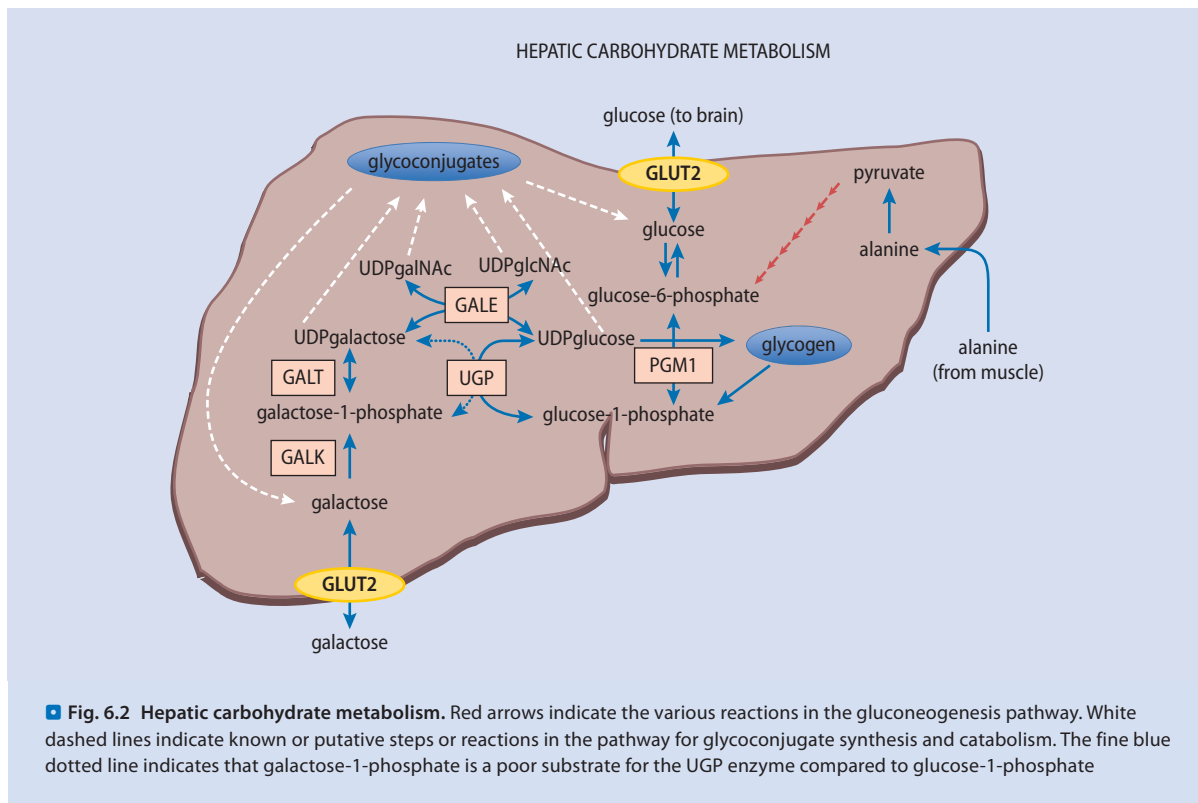 HEPATIC CARBOHYDRATE METABOLISM
glucose (to brain)
glycoconjugates
GLUT2
pyruvate
glucose
alanine
UDPgalNAc
UDPglcNAc
glucose-6-phosphate
GALE
UDPgalactose
UDPglucose
glycogen
alanine
(from muscle)
GALT
UGP
PGM1
galactose-1-phosphate
glucose-1-phosphate
GALK
galactose
GLUT2
galactose
Fig. 6.2 Hepatic carbohydrate metabolism. Red arrows indicate the various reactions in the gluconeogenesis pathway. White
dashed lines indicate known or putative steps or reactions in the pathway for glycoconjugate synthesis and catabolism. The fine blue
dotted line indicates that galactose-1-phosphate is a poor substrate for the UGP enzyme compared to glucose-1-phosphate